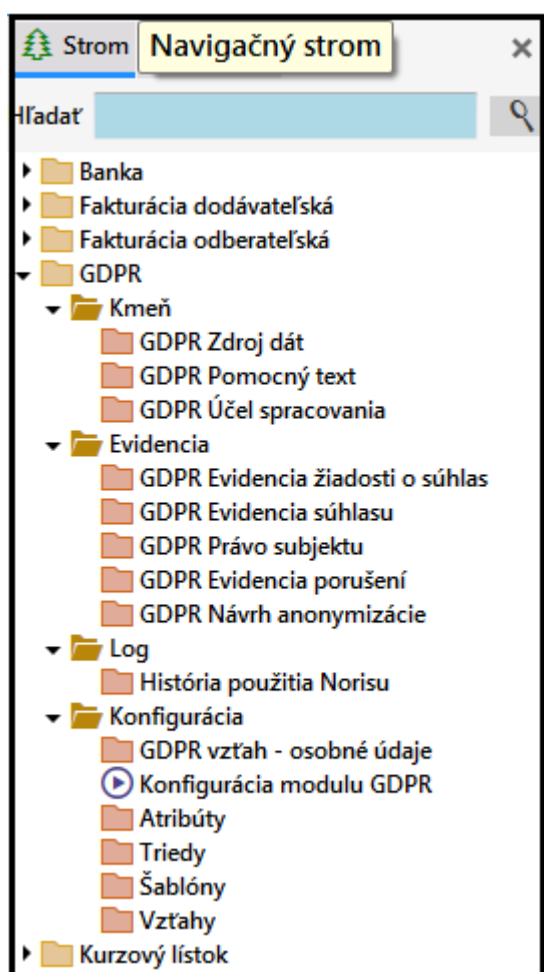 Strom
Navigačný strom
Hľadať
Banka
Fakturácia dodávateľská
Fakturácia odberateľská
GDPR
Kmeň
GDPR Zdroj dát
GDPR Pomocný text
GDPR Účel spracovania
Evidencia
GDPR Evidencia žiadosti o súhlas
GDPR Evidencia súhlasu
GDPR Právo subjektu
GDPR Evidencia porušení
GDPR Návrh anonymizácie
Log
História použitia Norisu
Konfigurácia
GDPR vzťah - osobné údaje
Konfigurácia modulu GDPR
Atribúty
Triedy
Šablóny
Vzťahy
Kurzový lístok